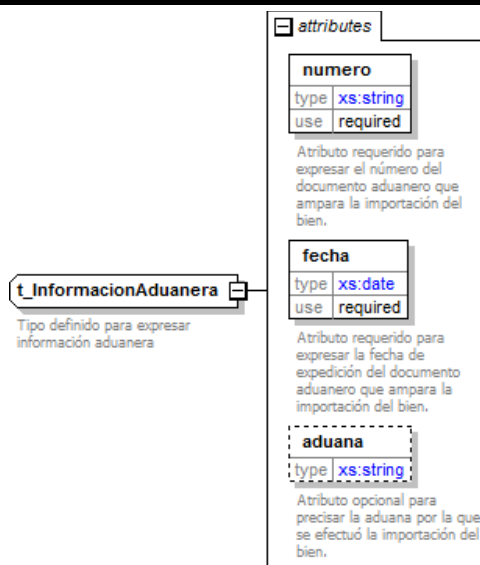 attributes
numero
type xs:string
use required
Atributo requerido para
expresar el número del
documento aduanero que
ampara la importación del
bien.
fecha
type xs:date
use required
Atributo requerido para
expresar la fecha de
expedición del documento
aduanero que ampara la
importación del bien.
t_InformacionAduanera
Tipo definido para expresar
información aduanera
aduana
type xs:string
Atributo opcional para
precisar la aduana por la que
se efectuó la importación del
bien.